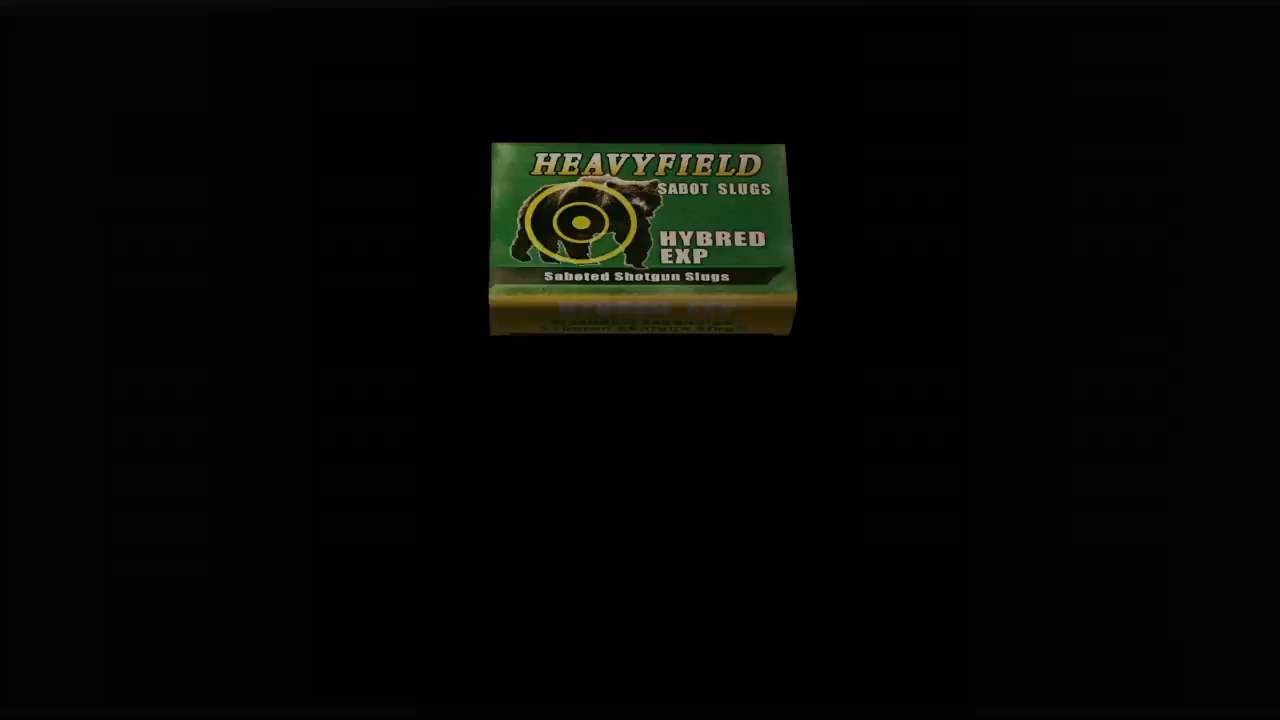 HEAVYFIELD
SABOT SLUGS
HYBRED
EXP
Saboted Shotgun Slugs